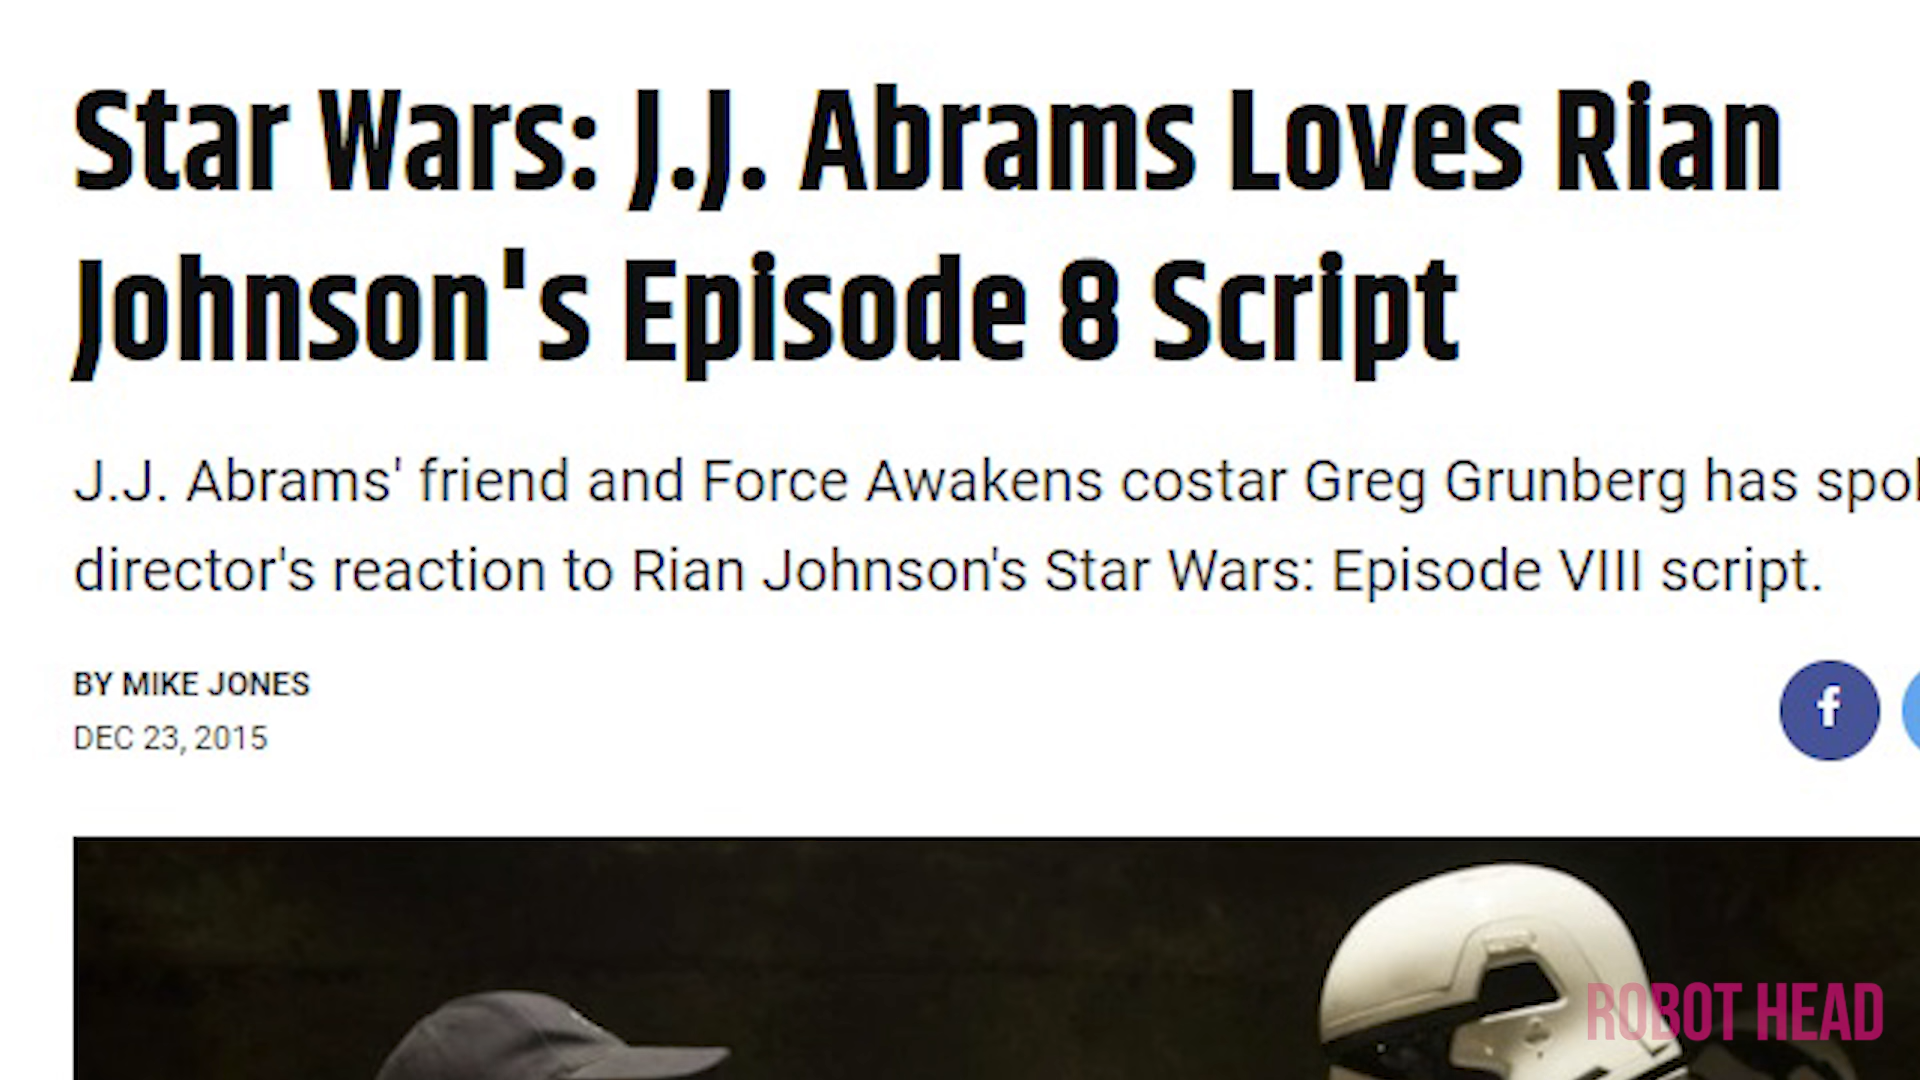 Star Wars: J.J. Abrams Loves Rian
Johnson's Episode 8 Script
J.J. Abrams' friend and Force Awakens costar Greg Grunberg has
director's reaction to Rian Johnson's Star Wars: Episode VIII script.
BY MIKE JONES
DEC 23, 2015
f
ROBOT HEAD